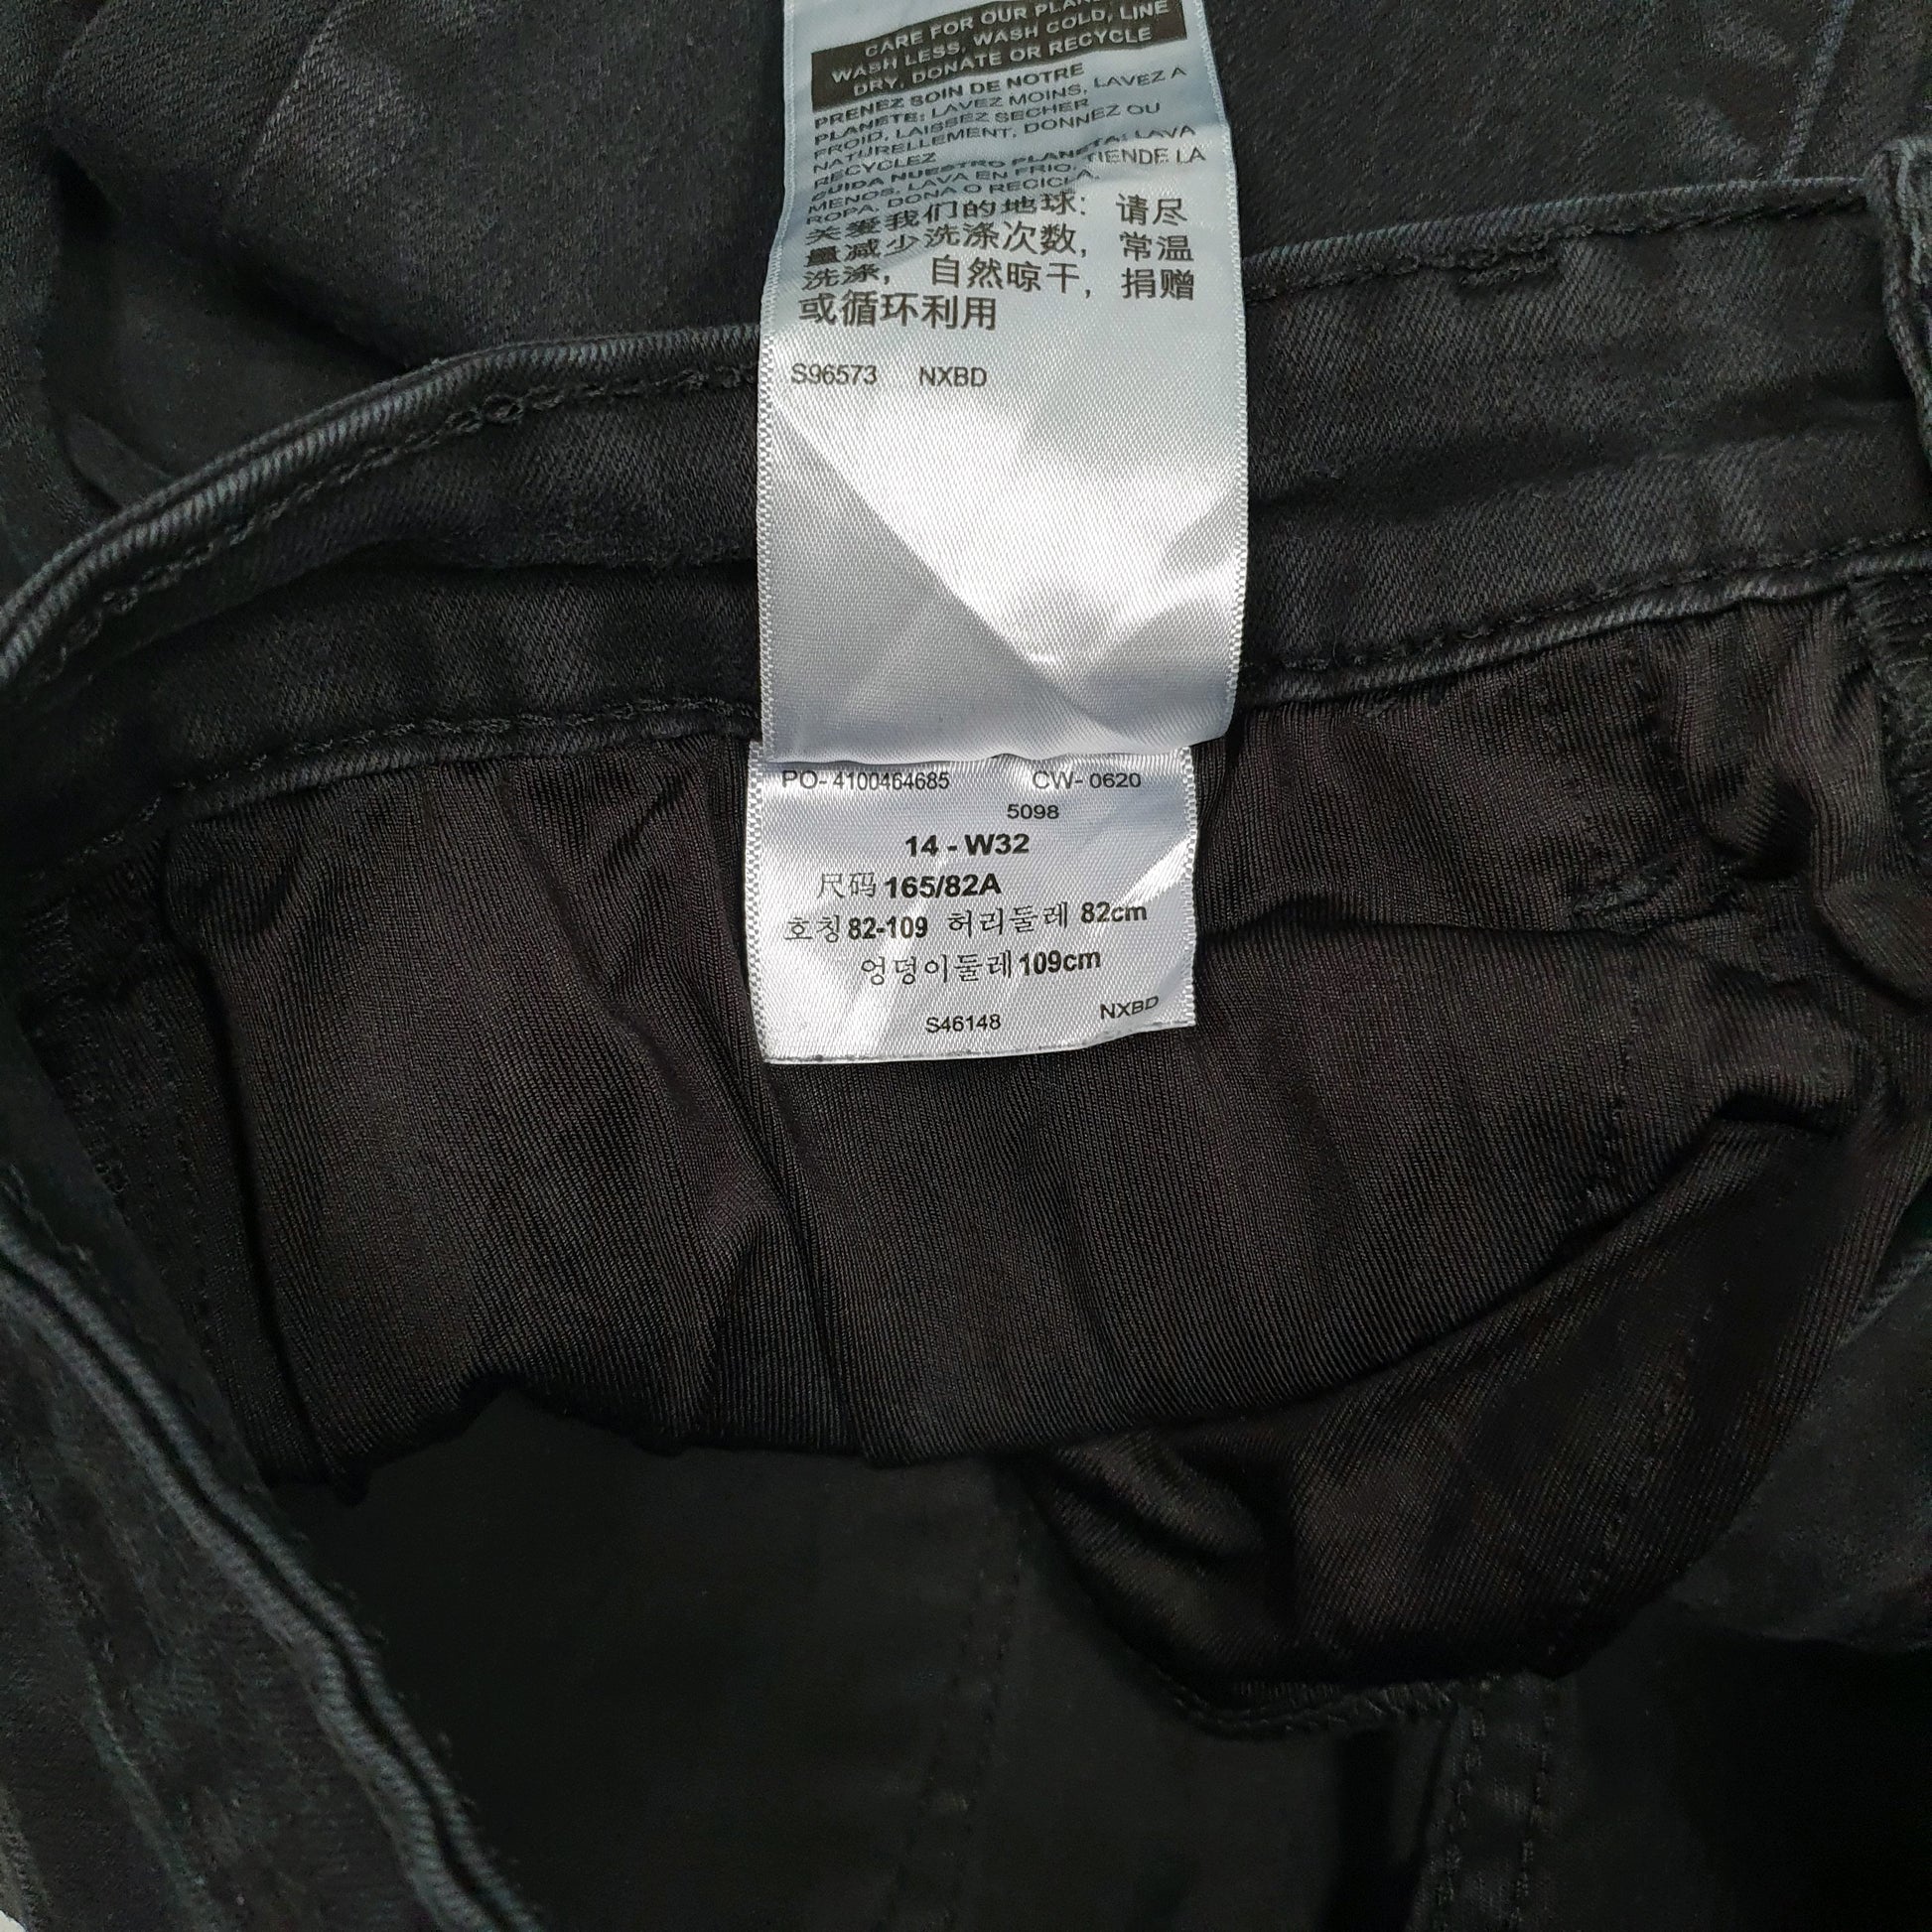 CARE FOR OUR
WASH LESS, WASH COLD, LINE
DRY, DONATE OR RECYCLE
PRENEZ SOIN DE NOTRE
PLANETE: LAVEZ MOINS, LAVEZ A
FROID, LAISSEZ SECHER
NATURELLEMENT, DONNEZ OU
RECYCLEZ
CUIDA NUESTRO PLANETA: LAVA
MENOS, LAVA EN FRIO, TIENDE LA
ROPA, DONA O RECICLA.
关爱我们的地球: 请尽
量减少洗涤次数, 常温
洗涤, 自然晾干, 捐赠
或循环利用
S96573 NXBD
PO- 4100464685 CW- 0620
5098
14 - W32
尺码 165/82A
호칭 82-109 허리둘레 82cm
엉덩이둘레 109cm
S46148 NXBD